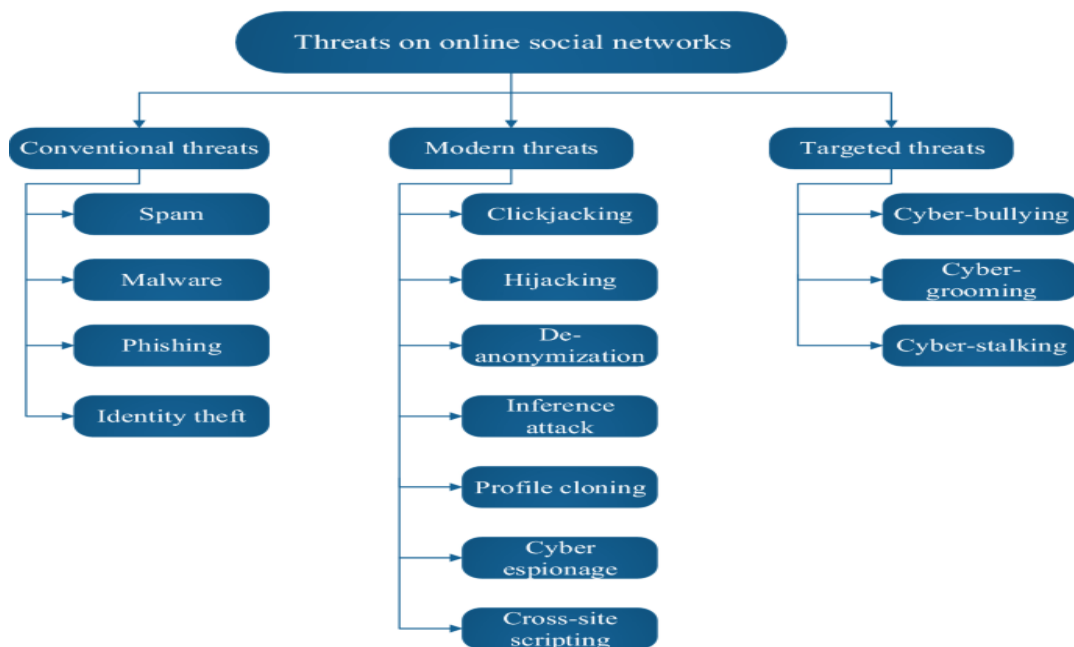 Threats on online social networks
Conventional threats
Spam
Malware
Phishing
Identity theft
Modern threats
Clickjacking
Hijacking
De-
anonymization
Inference
attack
Profile cloning
Cyber
espionage
Cross-site
scripting
Targeted threats
Cyber-bullying
Cyber-
grooming
Cyber-stalking